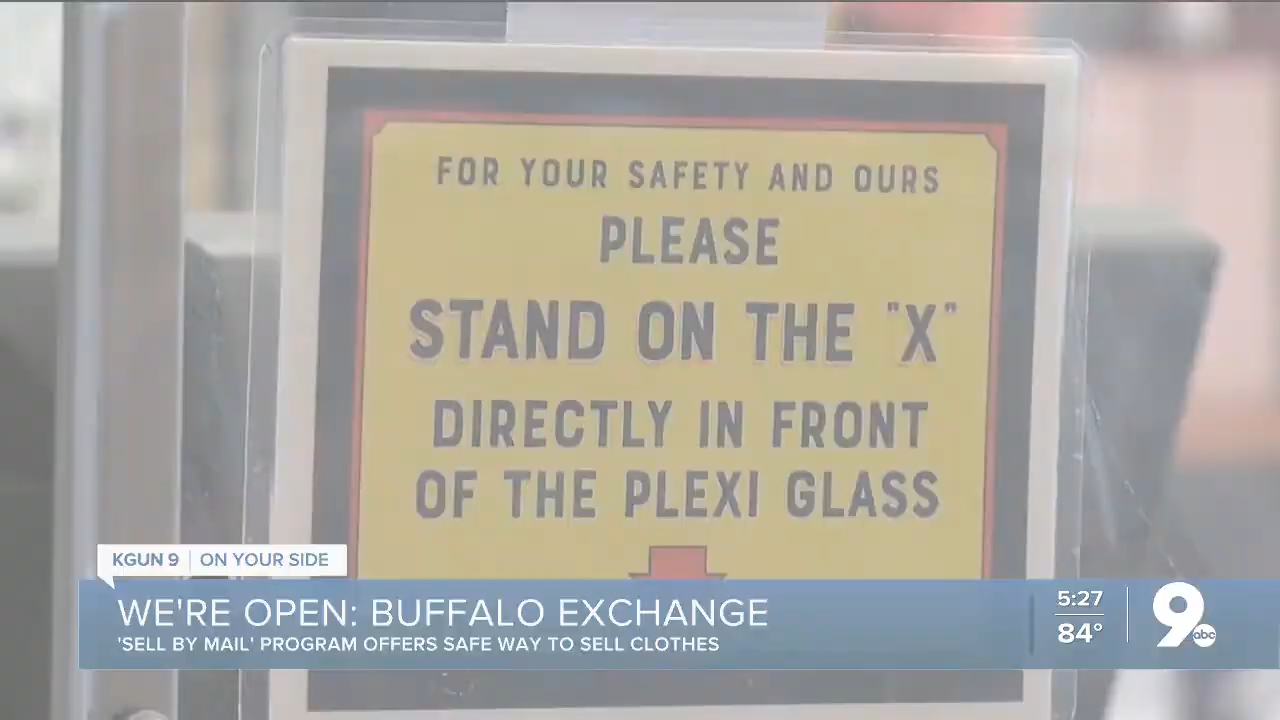 FOR YOUR SAFETY AND OURS
PLEASE
STAND ON THE "X"
DIRECTLY IN FRONT
OF THE PLEXI GLASS
KGUN 9 | ON YOUR SIDE
WE'RE OPEN: BUFFALO EXCHANGE
'SELL BY MAIL' PROGRAM OFFERS SAFE WAY TO SELL CLOTHES
5:27
84°
9 abc